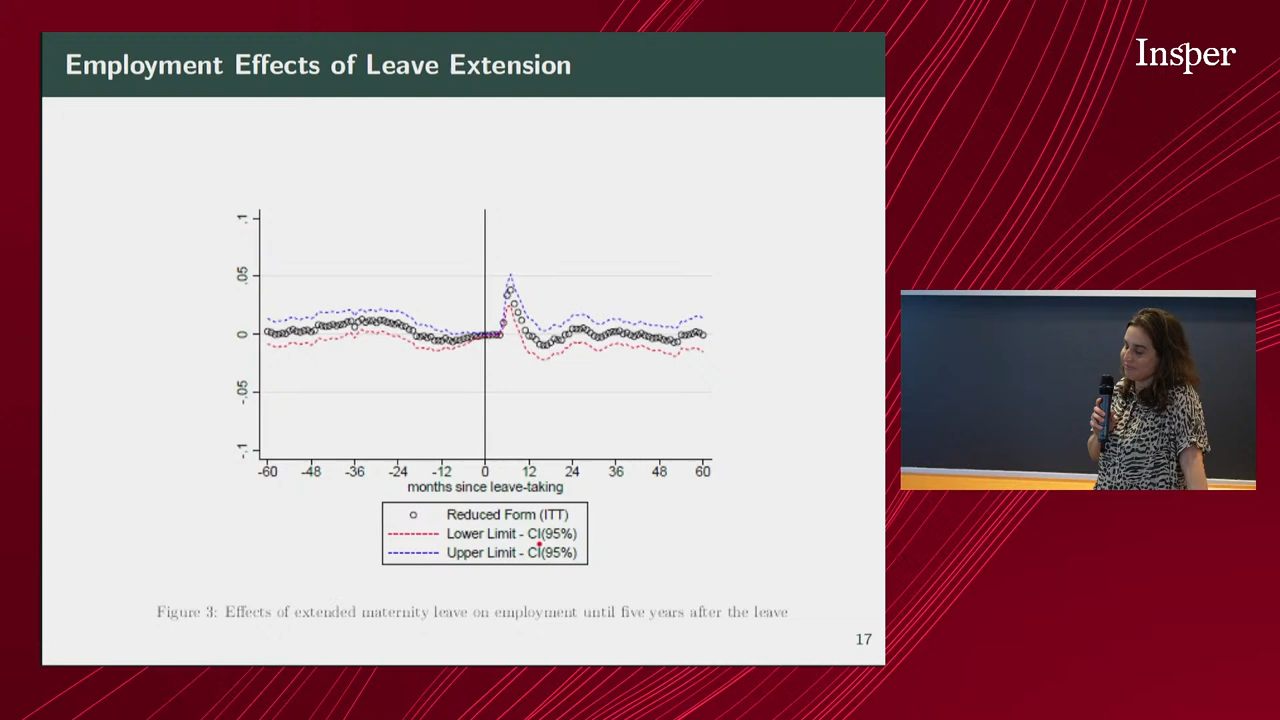 Employment Effects of Leave Extension
Insper
.1
.05
0
-.05
-.1
-60 -48 -36 -24 -12 0 12 24 36 48 60
months since leave-taking
Reduced Form (ITT)
Lower Limit - CI(95%)
Upper Limit - CI(95%)
Figure 3: Effects of extended maternity leave on employment until five years after the leave
17